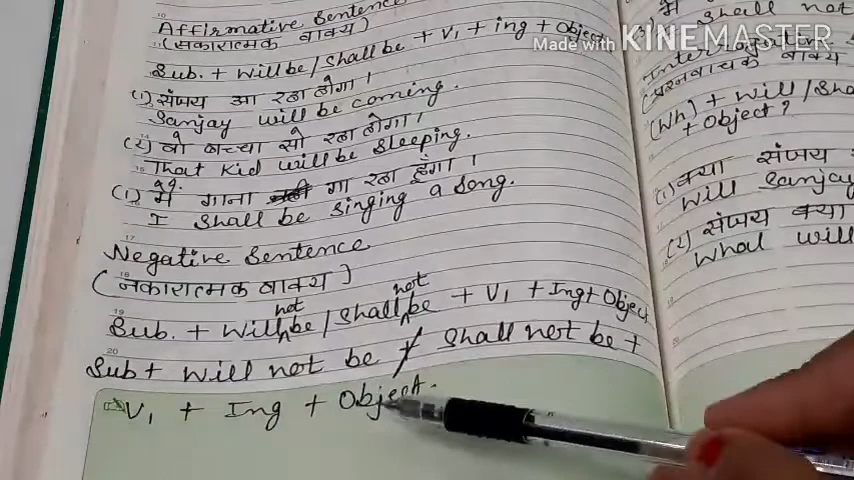 Affirmative Sentence
(सकारात्मक वाक्य)
Sub. + Will be/Shall be + V1 + ing + Object
(1) संजय आ रहा होगा।
Sanjay will be coming.
(2) वो बच्चा सो रहा होगा।
That kid will be sleeping.
(1) मैं गाना गा रहा हूंगा।
I shall be singing a song.
Negative Sentence
(नकारात्मक वाक्य)
Sub. + Will not be/Shall not be + V1 + Ing + Object
Sub + will not be / Shall not be +
V1 + Ing + Object.
मैं
shall not
(प्रश्नवाचक वाक्य
(Wh) + Will/Sha
+ Object?
(1) क्या संजय
Will Sanjay
(2) संजय क्या
What will
Made with KINEMASTER